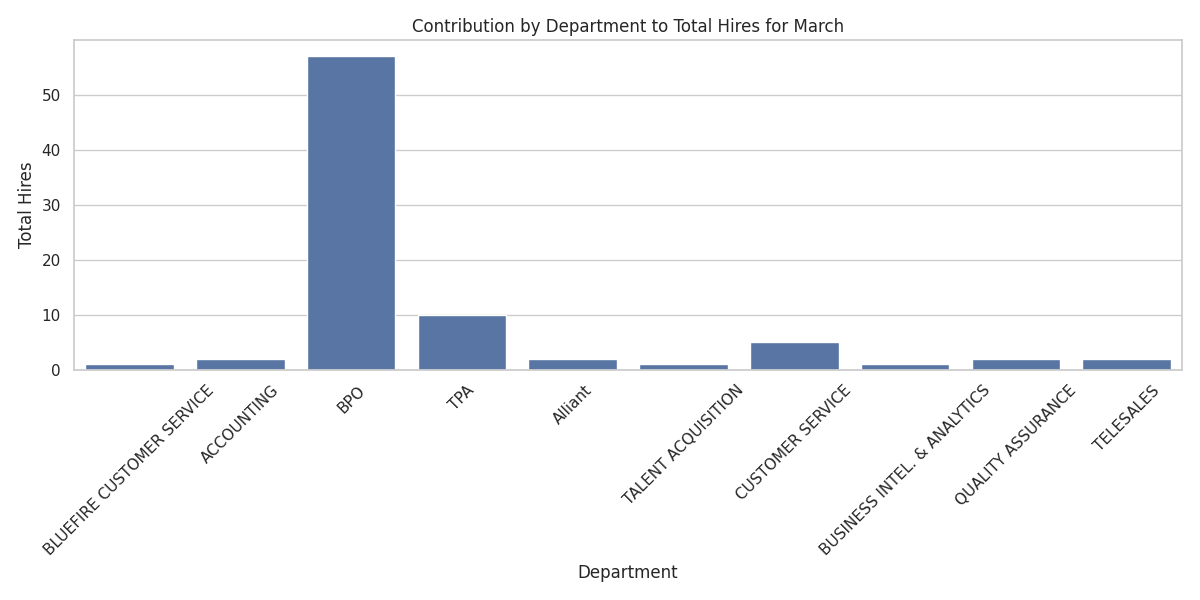 Contribution by Department to Total Hires for March
Total Hires
50
40
30
20
10
0
BLUEFIRE CUSTOMER SERVICE
ACCOUNTING
BPO
TPA
Alliant
TALENT ACQUISITION
CUSTOMER SERVICE
BUSINESS INTEL. & ANALYTICS
QUALITY ASSURANCE
TELESALES
Department